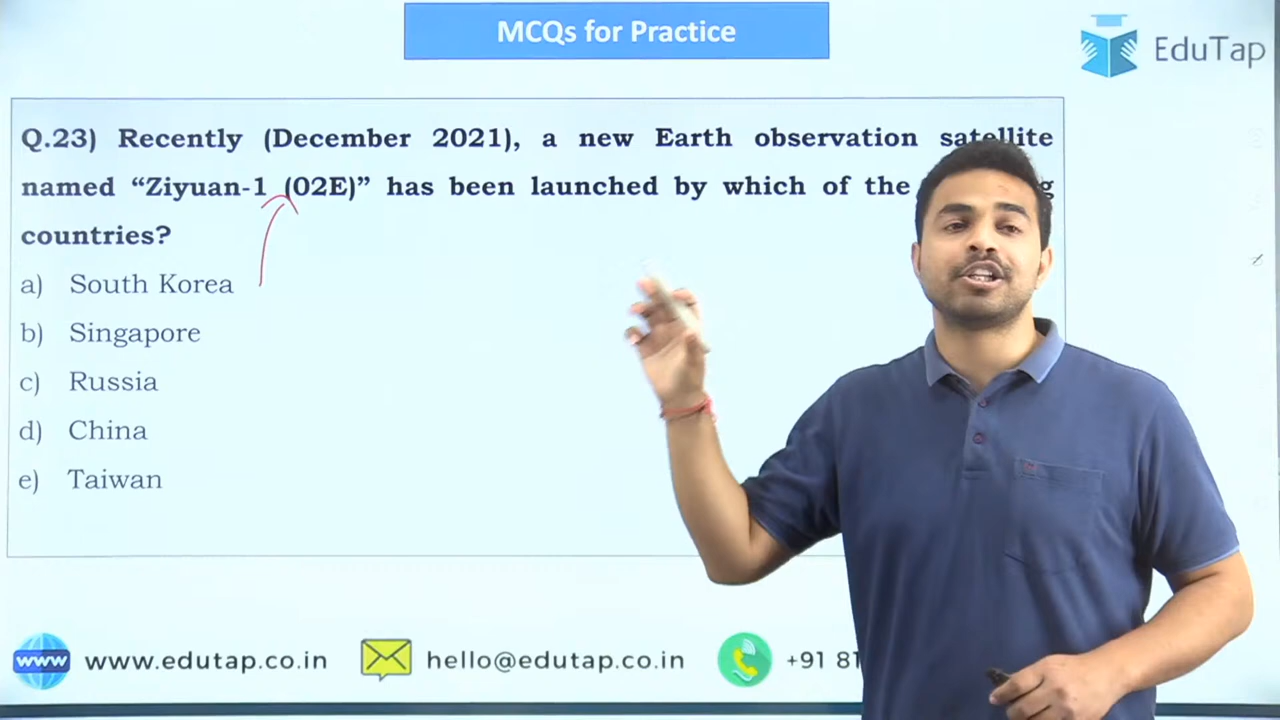 MCQs for Practice
EduTap
Q.23) Recently (December 2021), a new Earth observation satellite
named “Ziyuan-1 (02E)” has been launched by which of the
countries?
a) South Korea
b) Singapore
c) Russia
d) China
e) Taiwan
www www.edutap.co.in hello@edutap.co.in +91 81